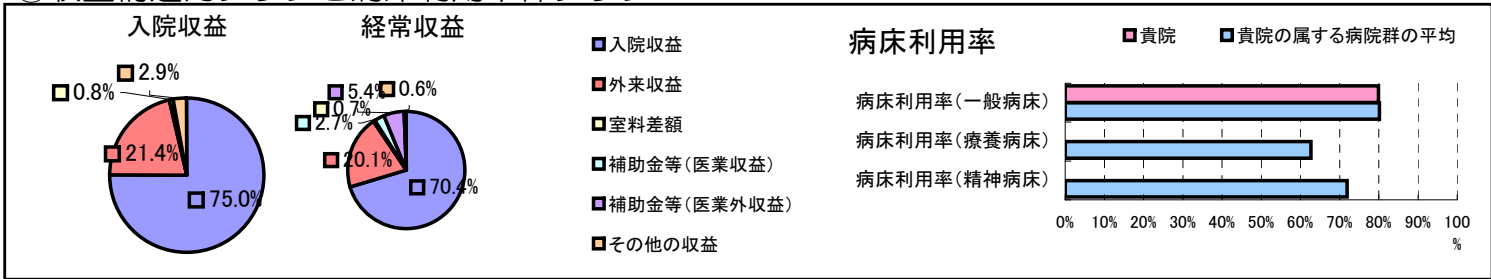 入院収益
2.9%
0.8%
21.4%
75.0%
経常収益
5.4%
0.6%
0.7%
2.7%
20.1%
70.4%
入院収益
外来収益
室料差額
補助金等(医業収益)
補助金等(医業外収益)
その他の収益
病床利用率
貴院
貴院の属する病院群の平均
病床利用率(一般病床)
病床利用率(療養病床)
病床利用率(精神病床)
0% 10% 20% 30% 40% 50% 60% 70% 80% 90% 100
%